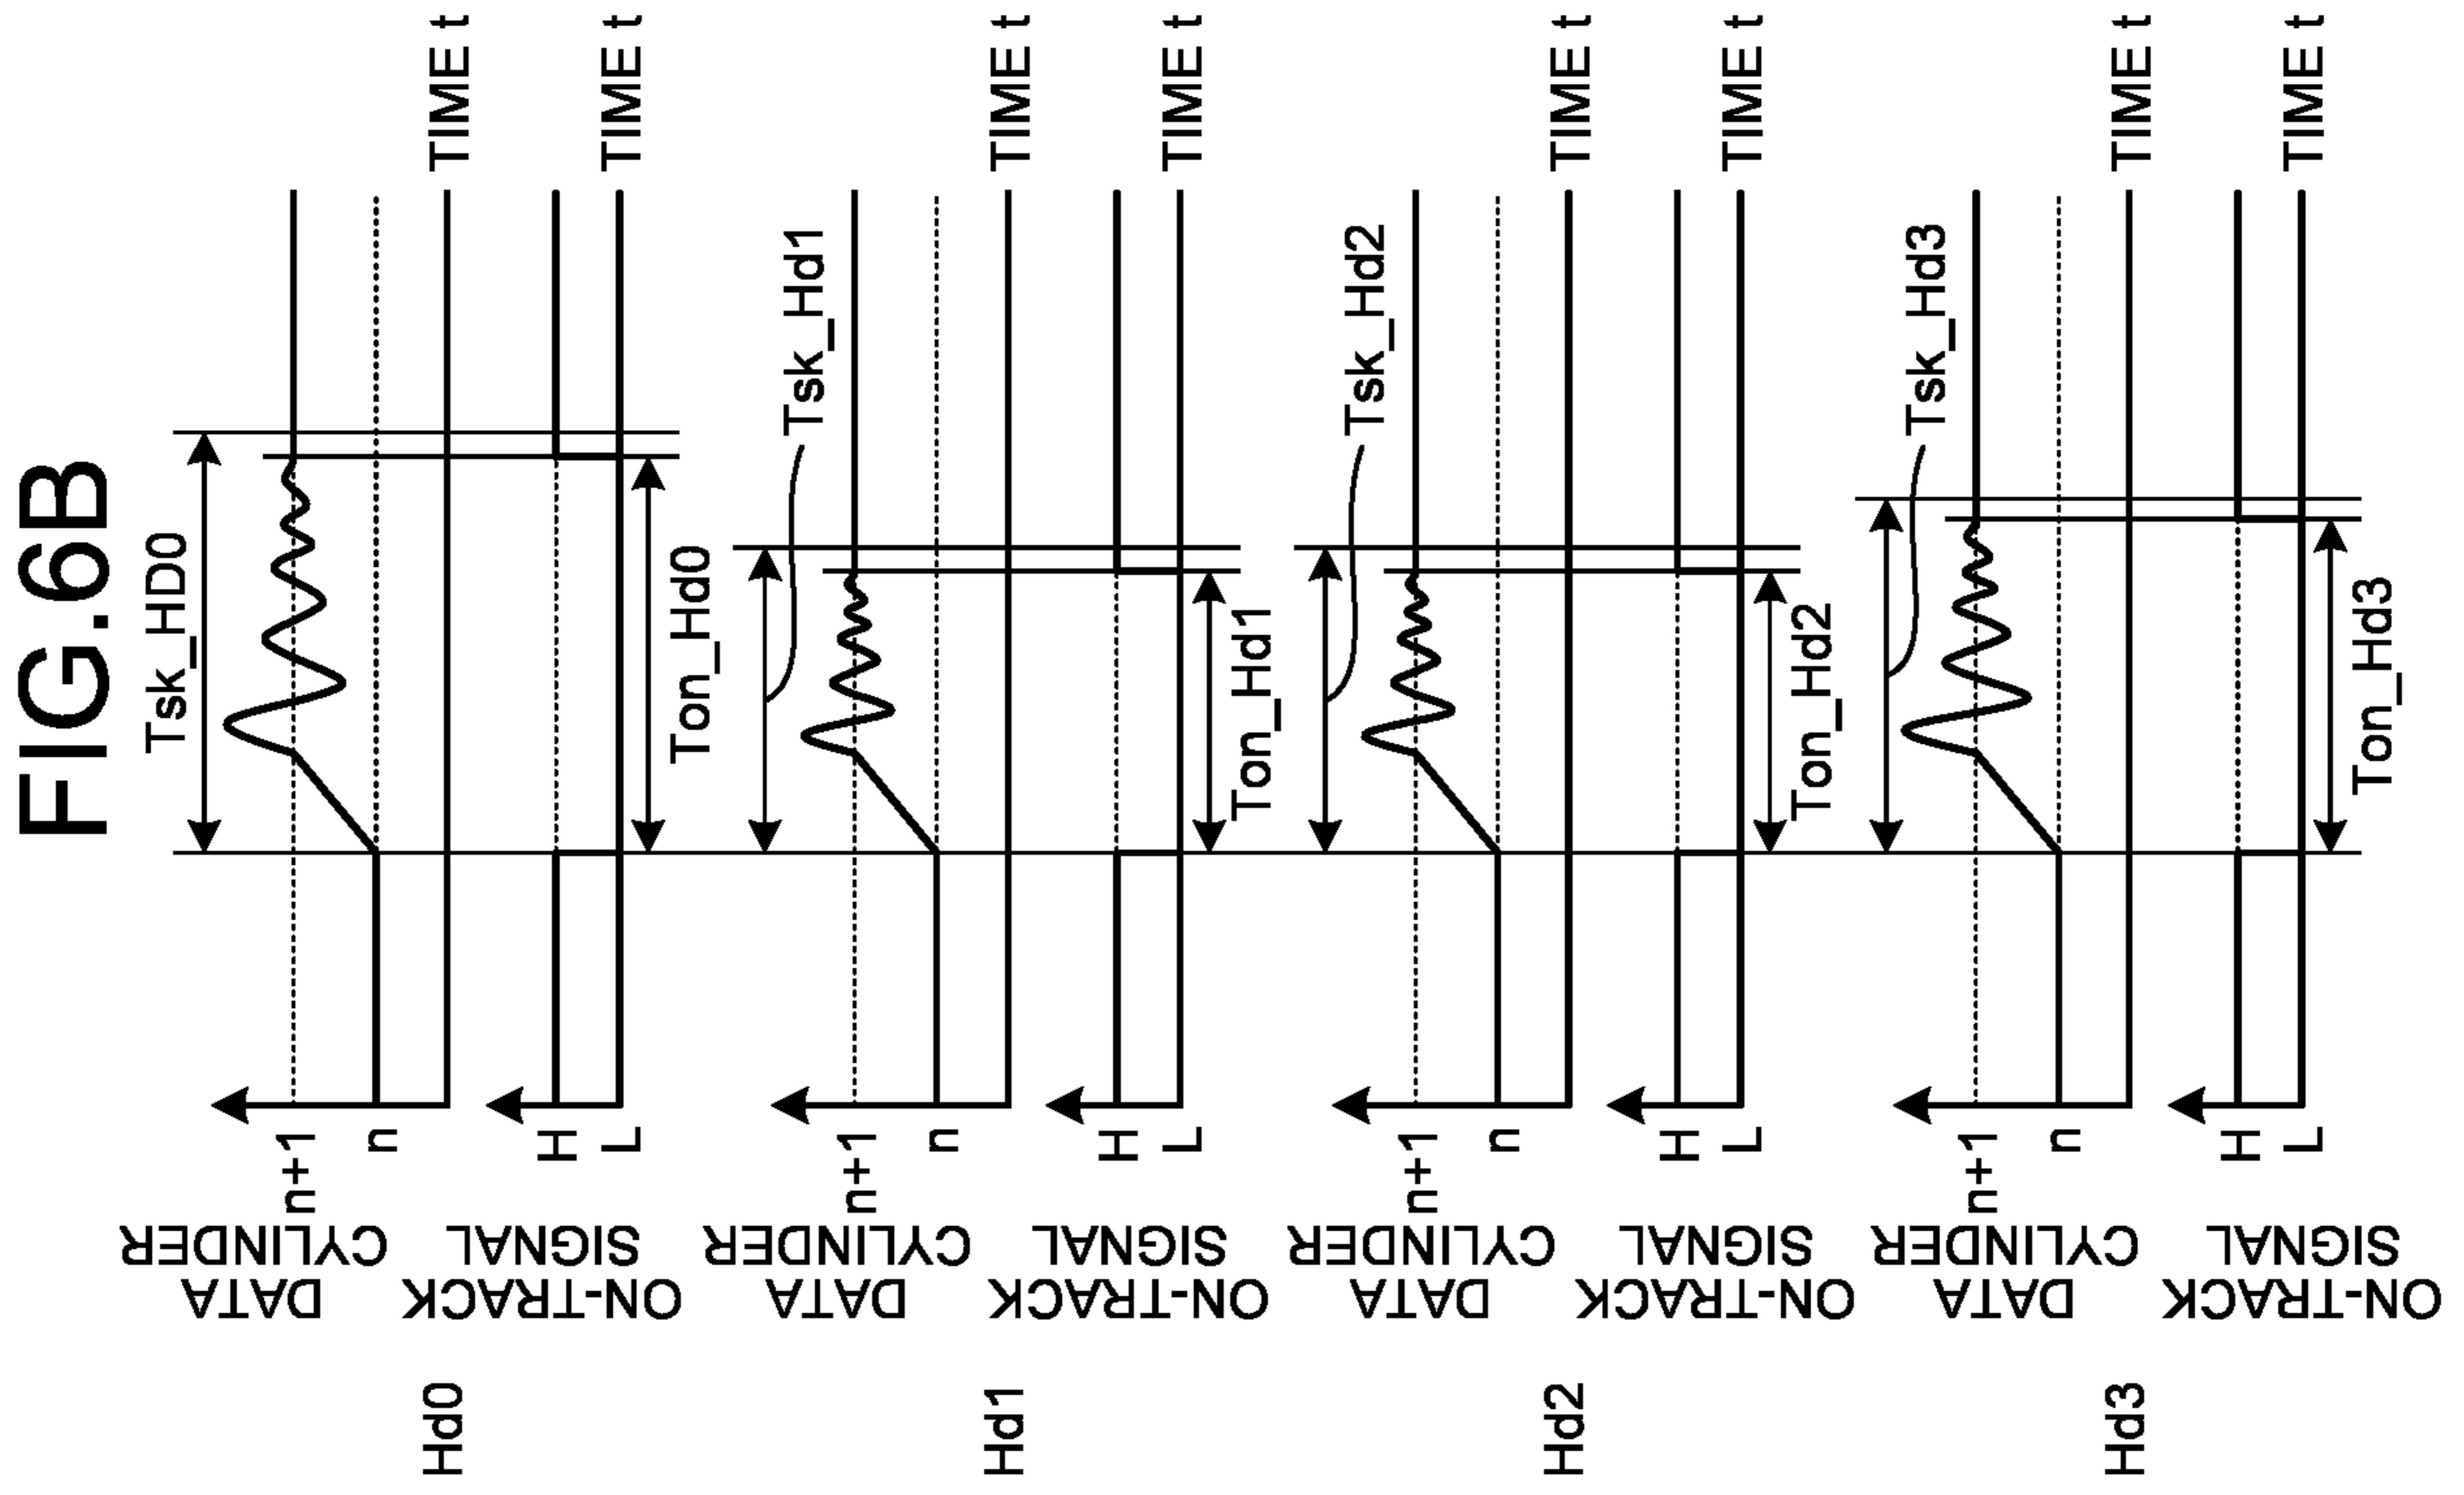 FIG.6B
Hd0
DATA
CYLINDER
n+1
n
Tsk_HD0
TIME t
ON-TRACK
SIGNAL
H
L
Ton_Hd0
TIME t
Hd1
DATA
CYLINDER
n+1
n
Tsk_Hd1
TIME t
ON-TRACK
SIGNAL
H
L
Ton_Hd1
TIME t
Hd2
DATA
CYLINDER
n+1
n
Tsk_Hd2
TIME t
ON-TRACK
SIGNAL
H
L
Ton_Hd2
TIME t
Hd3
DATA
CYLINDER
n+1
n
Tsk_Hd3
TIME t
ON-TRACK
SIGNAL
H
L
Ton_Hd3
TIME t